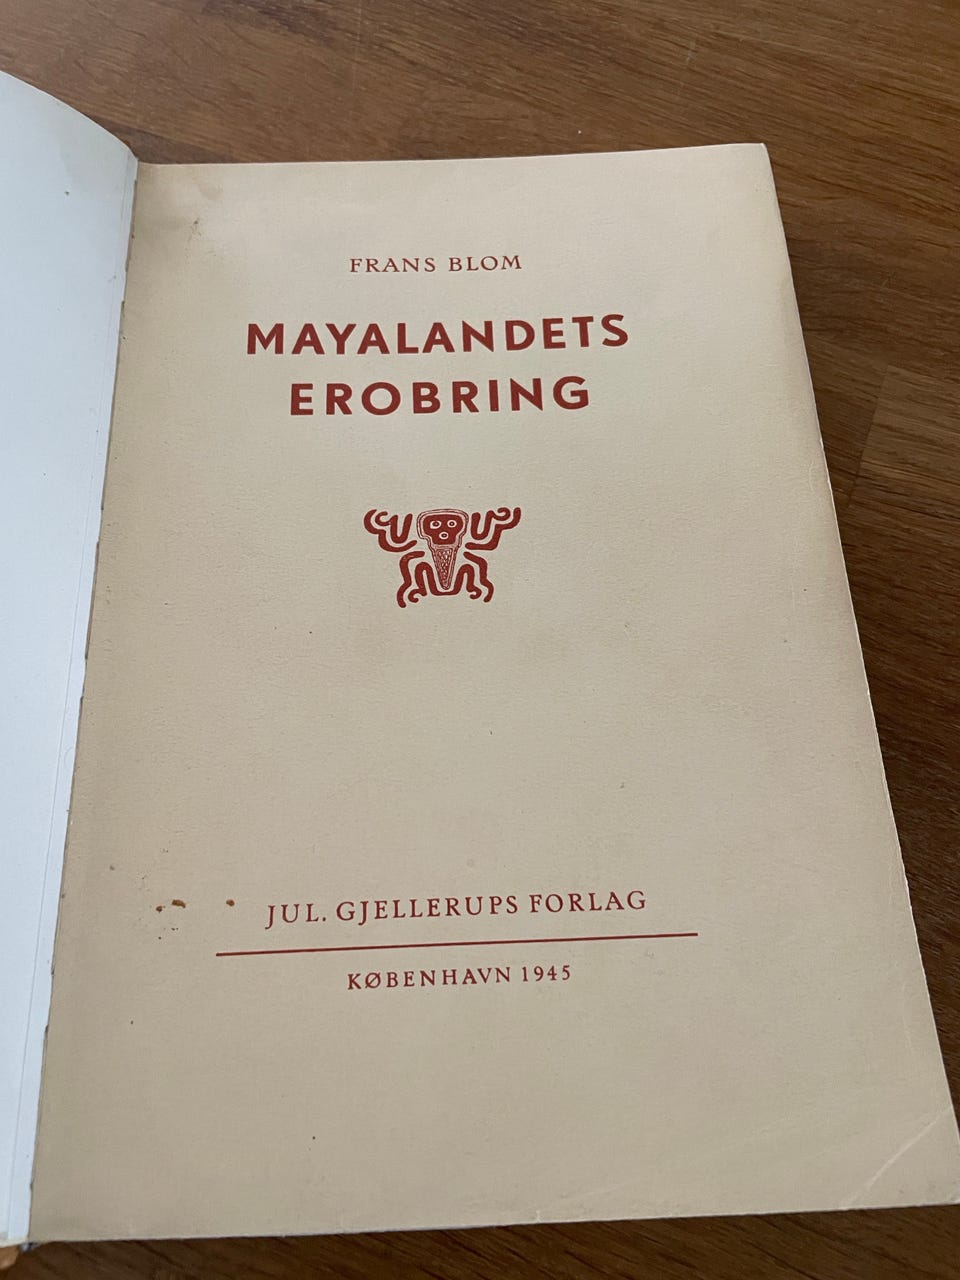 FRANS BLOM
MAYALANDETS
EROBRING
JUL. GJELLERUPS FORLAG
KØBENHAVN 1945